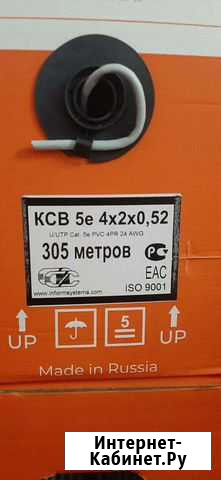 КСВ 5е 4х2х0,52
U/UTP Cat. 5e PVC 4PR 24 AWG
305 метров
ЕАС
ISO 9001
www.informsystema.com
UP UP
5
Made in Russia
Интернет-
Кабинет.Ру